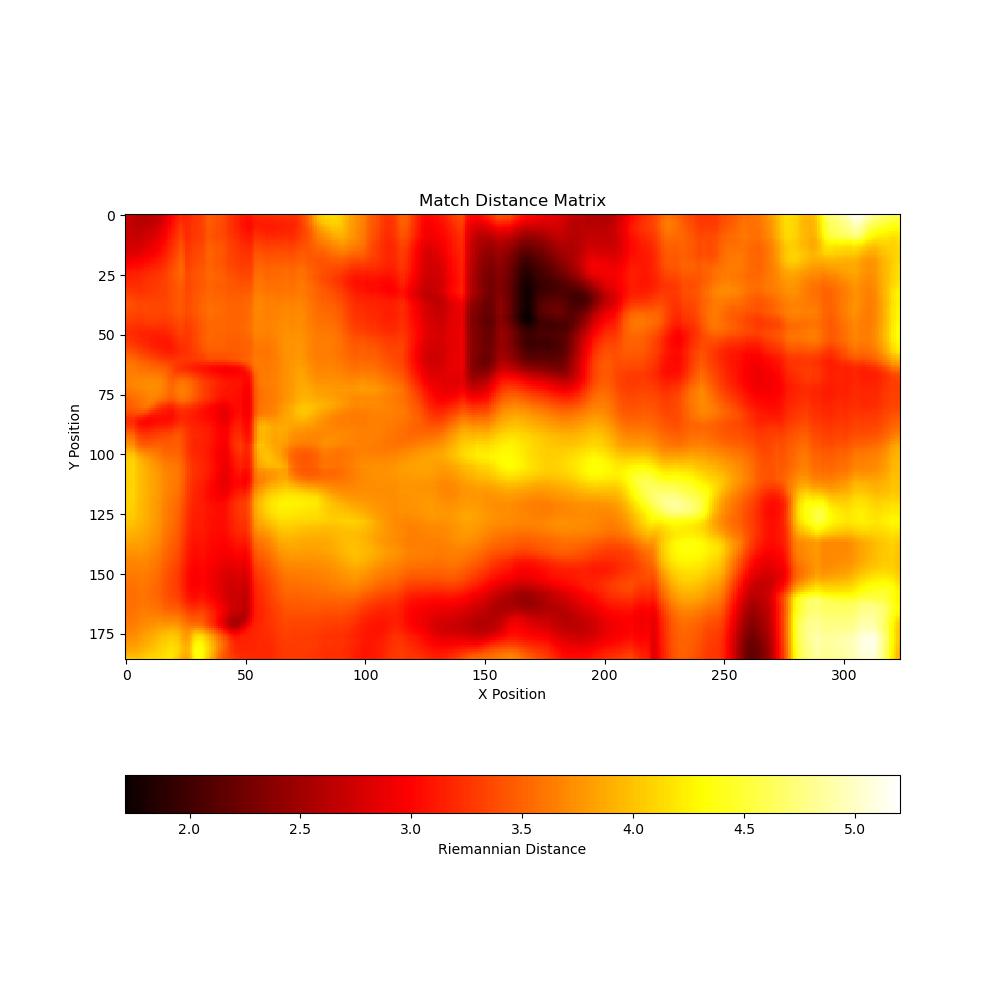 Match Distance Matrix
0
25
50
75
100
125
150
175
Y Position
0 50 100 150 200 250 300
X Position
2.0 2.5 3.0 3.5 4.0 4.5 5.0
Riemannian Distance